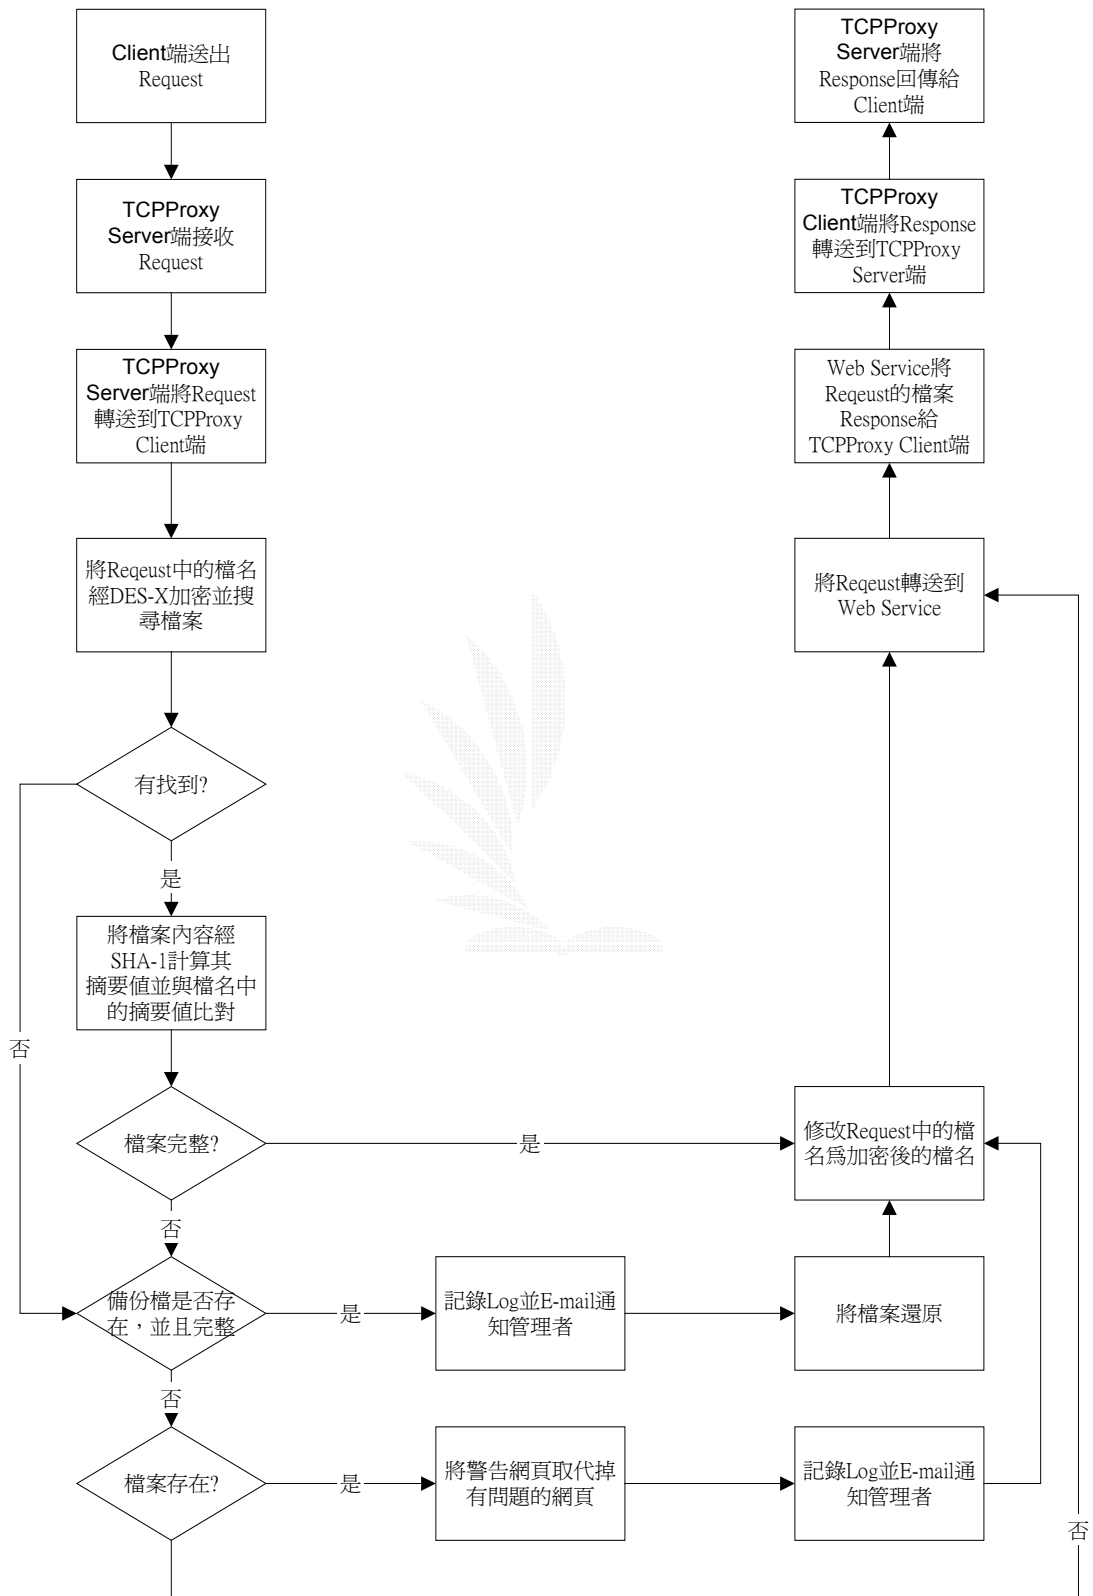 Client端送出
Request
TCPProxy
Server端接收
Request
TCPProxy
Server端將Request
轉送到TCPProxy
Client端
將Reqeust中的檔名
經DES-X加密並搜
尋檔案
有找到?
是
否
將檔案內容經
SHA-1計算其
摘要值並與檔名中
的摘要值比對
檔案完整?
是
否
備份檔是否存
在，並且完整
是
否
記錄Log並E-mail通
知管理者
將檔案還原
檔案存在?
是
否
將警告網頁取代掉
有問題的網頁
記錄Log並E-mail通
知管理者
修改Request中的檔
名為加密後的檔名
將Reqeust轉送到
Web Service
Web Service將
Reqeust的檔案
Response給
TCPProxy Client端
TCPProxy
Client端將Response
轉送到TCPProxy
Server端
TCPProxy
Server端將
Response回傳給
Client端